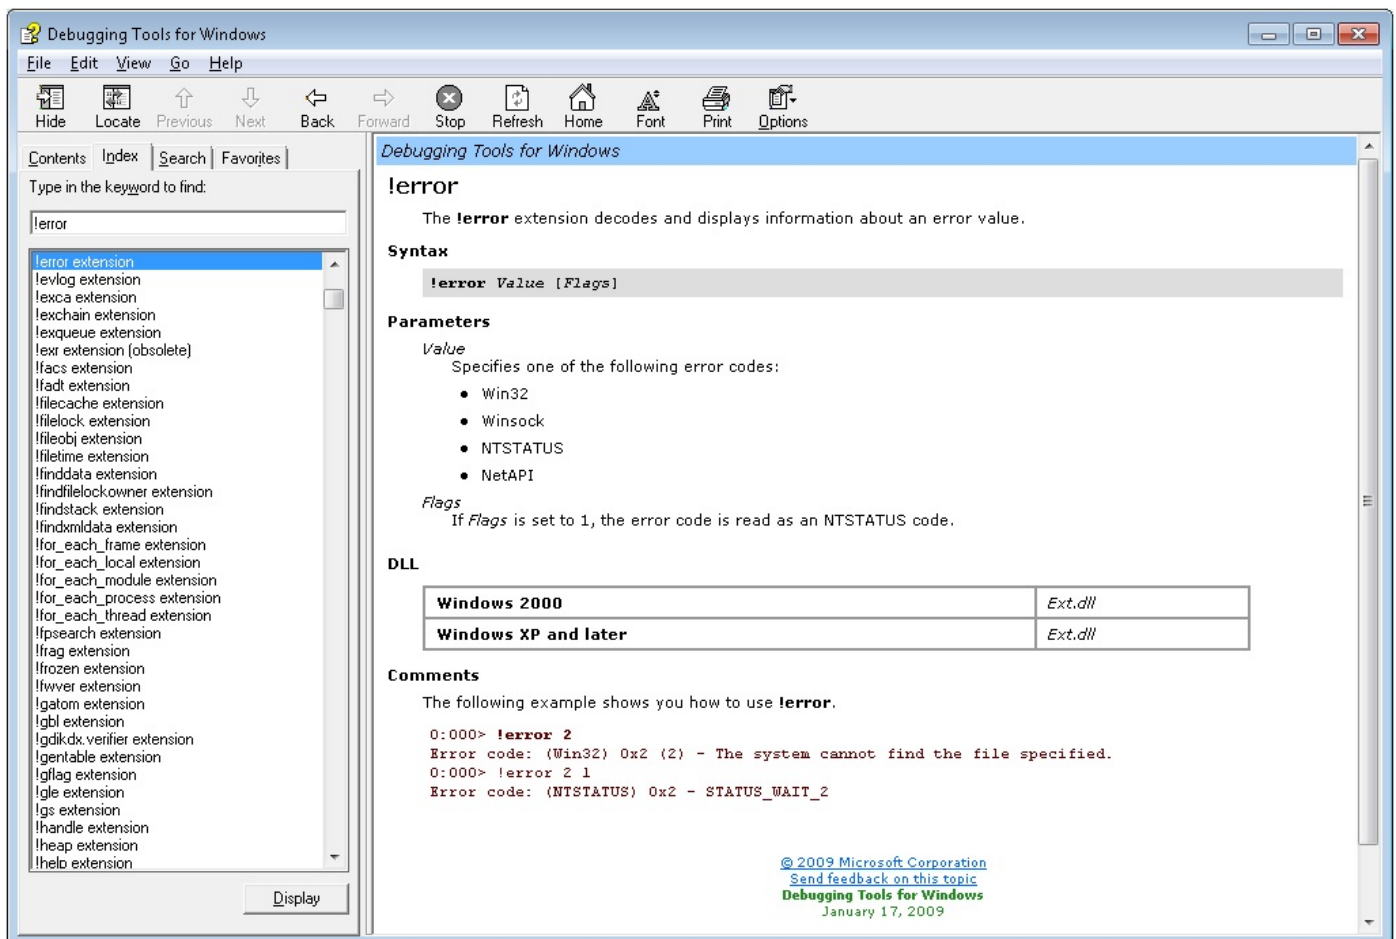 Debugging Tools for Windows
File Edit View Go Help
Hide Locate Previous Next Back Forward Stop Refresh Home Font Print Options
Contents Index Search Favorites
Type in the keyword to find:
!error
!error extension
!evlog extension
!exca extension
!exchain extension
!exqueue extension
!exr extension (obsolete)
!facs extension
!fadt extension
!filecache extension
!filelock extension
!fileobj extension
!filetime extension
!finddata extension
!findfilelockowner extension
!findstack extension
!findxmldata extension
!for_each_frame extension
!for_each_local extension
!for_each_module extension
!for_each_process extension
!for_each_thread extension
!fpsearch extension
!frag extension
!frozen extension
!fwver extension
!gatom extension
!gbl extension
!gdikdx.verifier extension
!gentable extension
!gflag extension
!gle extension
!gs extension
!handle extension
!heap extension
!help extension
Display
Debugging Tools for Windows
!error
The !error extension decodes and displays information about an error value.
Syntax
!error Value [Flags]
Parameters
Value
Specifies one of the following error codes:
● Win32
● Winsock
● NTSTATUS
● NetAPI
Flags
If Flags is set to 1, the error code is read as an NTSTATUS code.
DLL
Windows 2000 Ext.dll
Windows XP and later Ext.dll
Comments
The following example shows you how to use !error.
0:000> !error 2
Error code: (Win32) 0x2 (2) - The system cannot find the file specified.
0:000> !error 2 1
Error code: (NTSTATUS) 0x2 - STATUS_WAIT_2
© 2009 Microsoft Corporation
Send feedback on this topic
Debugging Tools for Windows
January 17, 2009